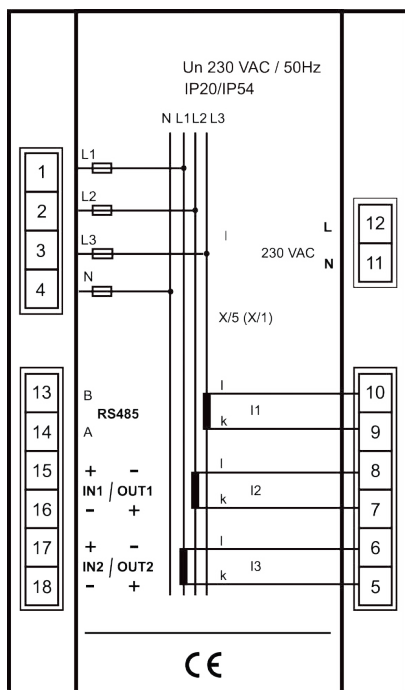 Un 230 VAC / 50Hz
IP20/IP54
N L1 L2 L3
L1
1
L2
2
L3
3
N
4
I
L
12
230 VAC
N
11
X/5 (X/1)
13
B
RS485
14
A
15
+ -
IN1 / OUT1
16
- +
17
+ -
IN2 / OUT2
18
- +
l
10
I1
k
9
l
8
I2
k
7
l
6
I3
k
5
CE